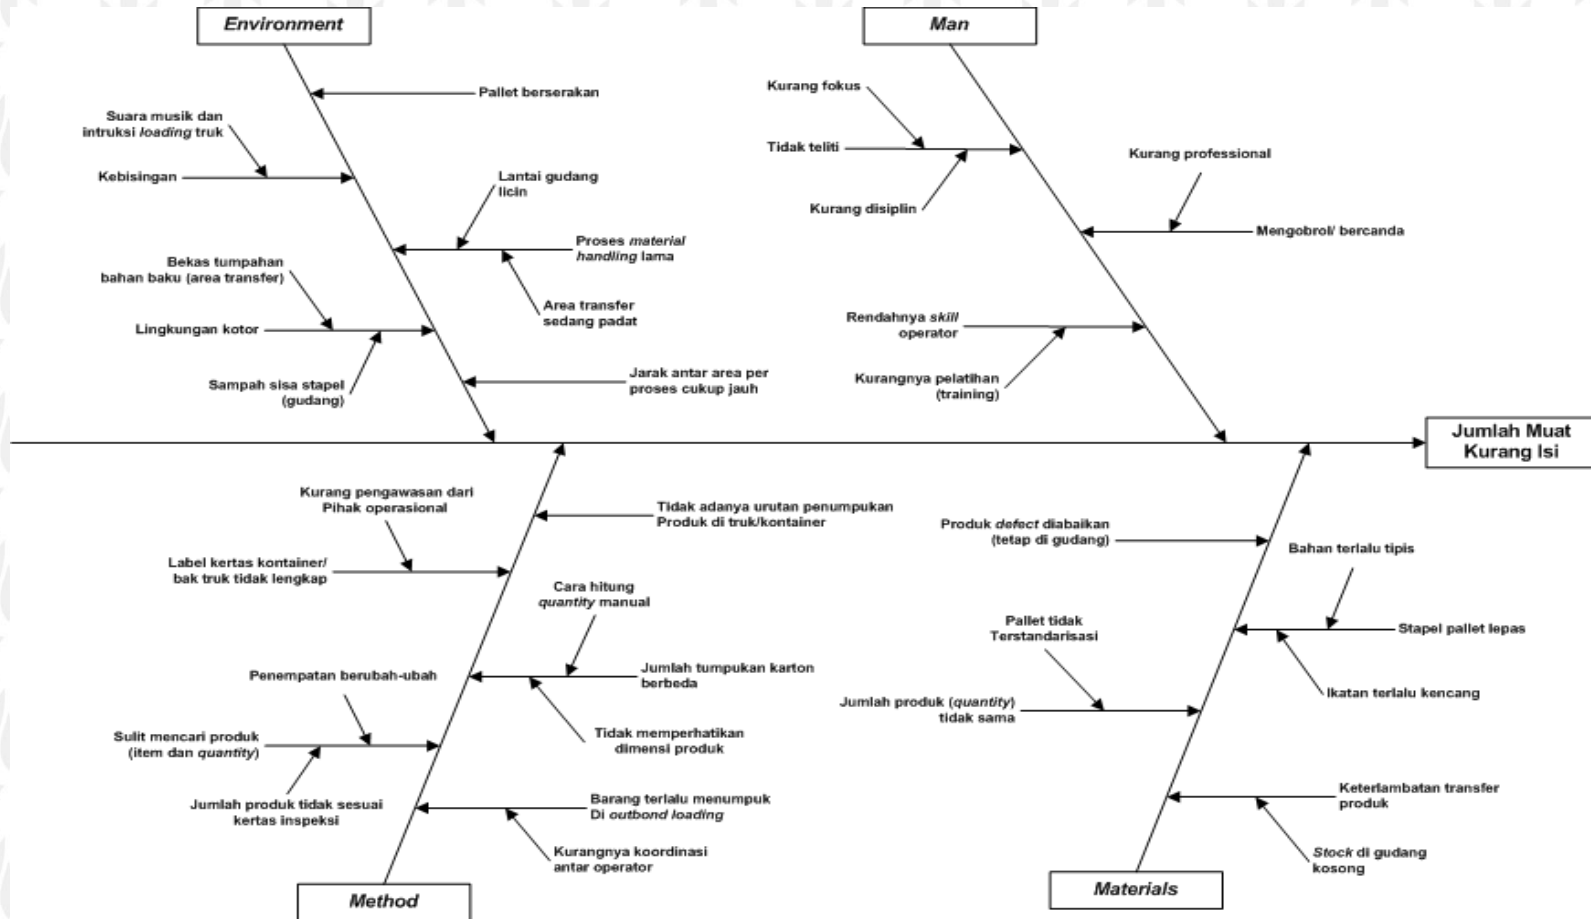 Environment
Man
Pallet berserakan
Suara musik dan
intruksi loading truk
Kebisingan
Lantai gudang
licin
Proses material
handling lama
Bekas tumpahan
bahan baku (area transfer)
Area transfer
sedang padat
Lingkungan kotor
Sampah sisa stapel
(gudang)
Jarak antar area per
proses cukup jauh
Kurang fokus
Tidak teliti
Kurang disiplin
Kurang professional
Mengobrol/ bercanda
Rendahnya skill
operator
Kurangnya pelatihan
(training)
Jumlah Muat
Kurang Isi
Kurang pengawasan dari
Pihak operasional
Tidak adanya urutan penumpukan
Produk di truk/kontainer
Label kertas kontainer/
bak truk tidak lengkap
Cara hitung
quantity manual
Penempatan berubah-ubah
Jumlah tumpukan karton
berbeda
Sulit mencari produk
(item dan quantity)
Tidak memperhatikan
dimensi produk
Jumlah produk tidak sesuai
kertas inspeksi
Barang terlalu menumpuk
Di outbond loading
Kurangnya koordinasi
antar operator
Method
Produk defect diabaikan
(tetap di gudang)
Bahan terlalu tipis
Pallet tidak
Terstandarisasi
Stapel pallet lepas
Ikatan terlalu kencang
Jumlah produk (quantity)
tidak sama
Keterlambatan transfer
produk
Stock di gudang
kosong
Materials